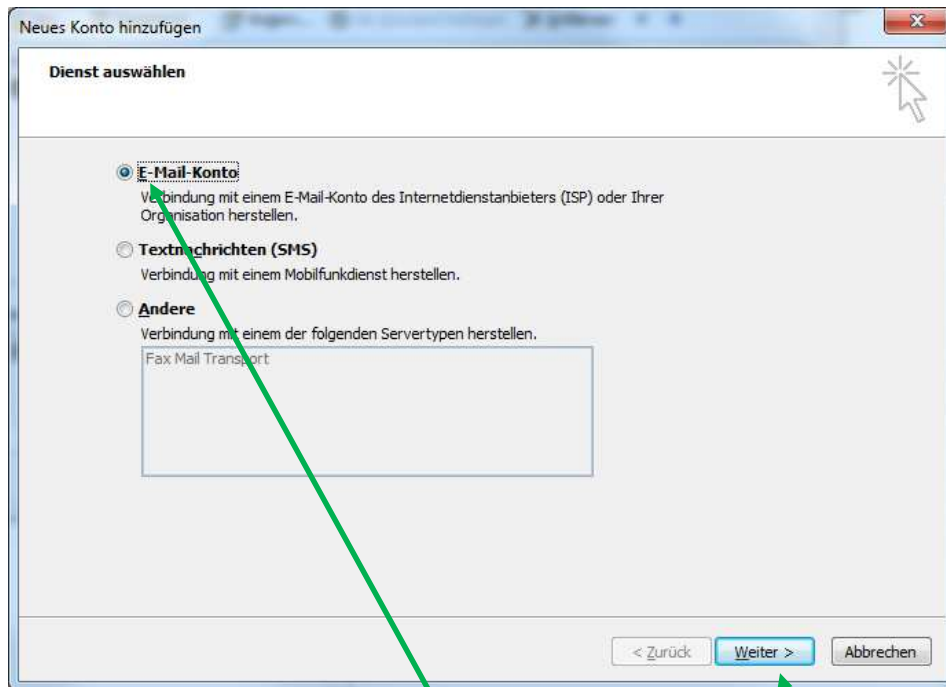 Neues Konto hinzufügen
Dienst auswählen
E-Mail-Konto
Verbindung mit einem E-Mail-Konto des Internetdienstanbieters (ISP) oder Ihrer
Organisation herstellen.
Textnachrichten (SMS)
Verbindung mit einem Mobilfunkdienst herstellen.
Andere
Verbindung mit einem der folgenden Servertypen herstellen.
Fax Mail Transport
< Zurück
Weiter >
Abbrechen